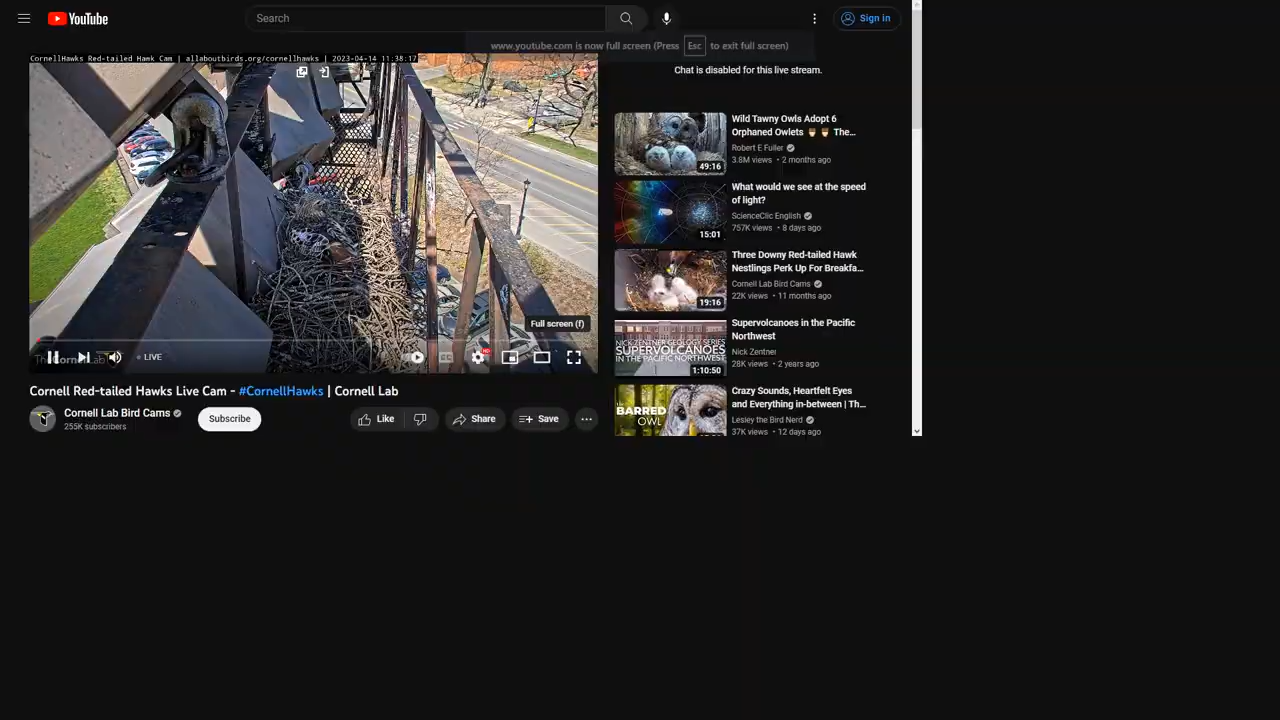 YouTube
Search
Sign in
www.youtube.com is now full screen (Press Esc to exit full screen)
CornellHawks Red-tailed Hawk Cam | allaboutbirds.org/cornellhawks | 2023-04-14 11:38:17
Chat is disabled for this live stream.
Wild Tawny Owls Adopt 6
Orphaned Owlets The...
Robert E Fuller
3.8M views • 2 months ago
49:16
What would we see at the speed
of light?
ScienceClic English
757K views • 8 days ago
15:01
Three Downy Red-tailed Hawk
Nestlings Perk Up For Breakfa...
Cornell Lab Bird Cams
22K views • 11 months ago
19:16
Supervolcanoes in the Pacific
Northwest
Nick Zentner
28K views • 2 years ago
NICK ZENTNER GEOLOGY SERIES
SUPERVOLCANOES
IN THE PACIFIC NORTHWEST
1:10:50
Crazy Sounds, Heartfelt Eyes
and Everything in-between | Th...
Lesley the Bird Nerd
37K views • 12 days ago
BARRED
OWL
Full screen (f)
TheCornellLab
LIVE
CC
HD
Cornell Red-tailed Hawks Live Cam - #CornellHawks | Cornell Lab
Cornell Lab Bird Cams
255K subscribers
Subscribe
Like
Share
Save